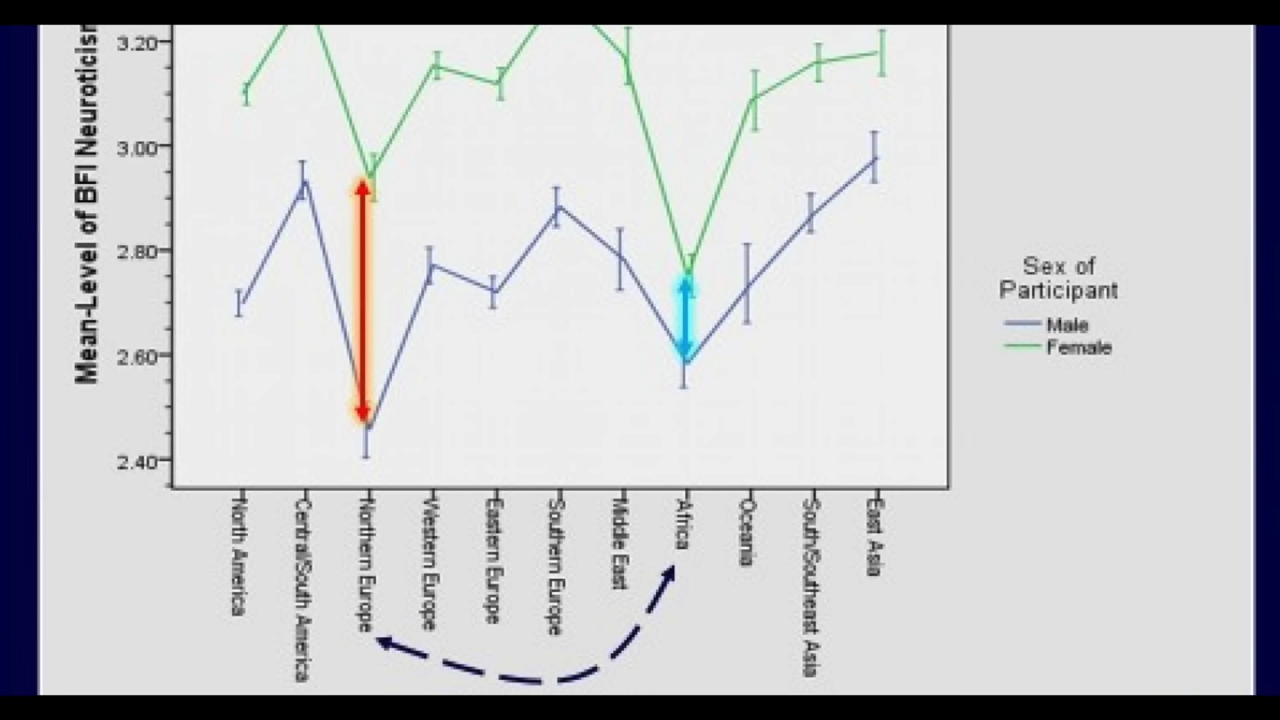 Mean-Level of BFI Neuroticism
3.20
3.00
2.80
2.60
2.40
North America
Central/South America
Northern Europe
Western Europe
Eastern Europe
Southern Europe
Middle East
Africa
Oceania
South/Southeast Asia
East Asia
Sex of
Participant
Male
Female